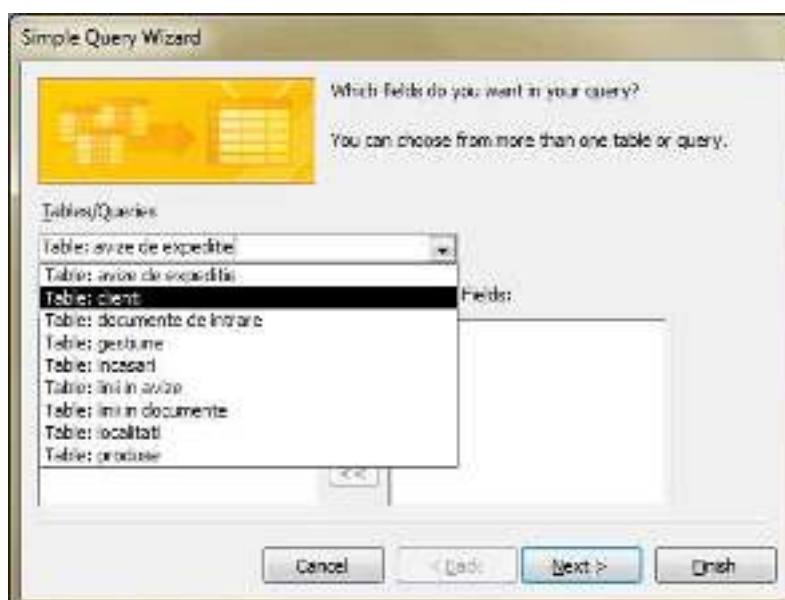 Simple Query Wizard
Which fields do you want in your query?
You can choose from more than one table or query.
Tables/Queries
Table: avize de expeditie
Table: avize de expeditie
Table: clienti
Fields:
Table: documente de intrare
Table: gestiune
Table: incasari
Table: linii in avize
Table: linii in documente
Table: localitati
Table: produse
<<
Cancel
< Back
Next >
Finish